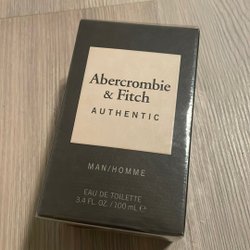 Abercrombie
& Fitch
AUTHENTIC
MAN/HOMME
EAU DE TOILETTE
3.4 FL. OZ. / 100 mL ℮